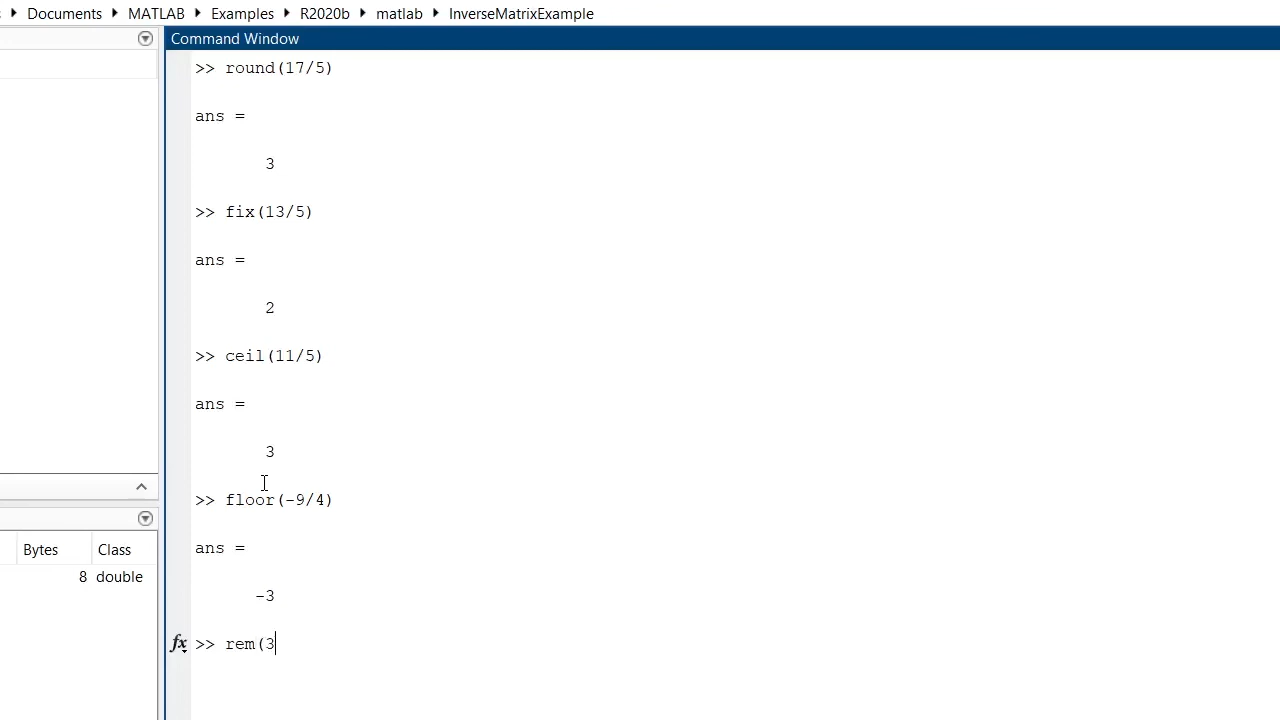 Documents ▸ MATLAB ▸ Examples ▸ R2020b ▸ matlab ▸ InverseMatrixExample
Command Window
>> round(17/5)
ans =
3
>> fix(13/5)
ans =
2
>> ceil(11/5)
ans =
3
>> floor(-9/4)
ans =
-3
fx >> rem(3
Bytes Class
8 double